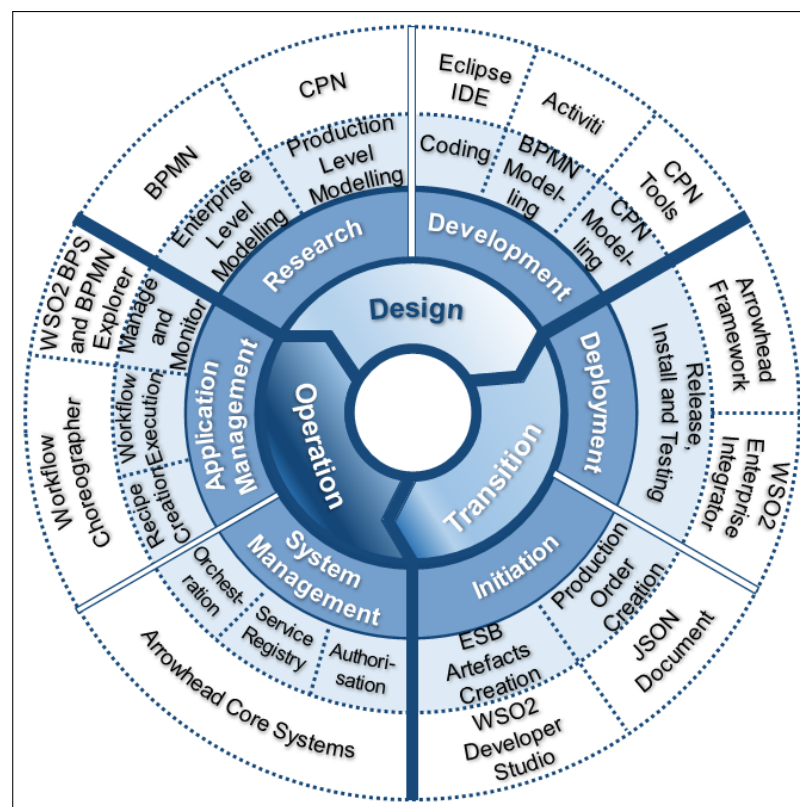 Design
Transition
Operation
Research
Development
Deployment
Initiation
System
Management
Application
Management
Enterprise
Level
Modelling
Production
Level
Modelling
Coding
BPMN
Model-
ling
CPN
Model-
ling
Release,
Install and Testing
Production
Order
Creation
ESB
Artefacts
Creation
Authori-
sation
Service
Registry
Orchest-
ration
Recipe
Creation
Workflow
Execution
Manage
and
Monitor
BPMN
CPN
Eclipse
IDE
Activiti
CPN
Tools
Arrowhead
Framework
WSO2
Enterprise
Integrator
JSON
Document
WSO2
Developer
Studio
Arrowhead Core Systems
Workflow
Choreographer
WSO2 BPS
and BPMN
Explorer